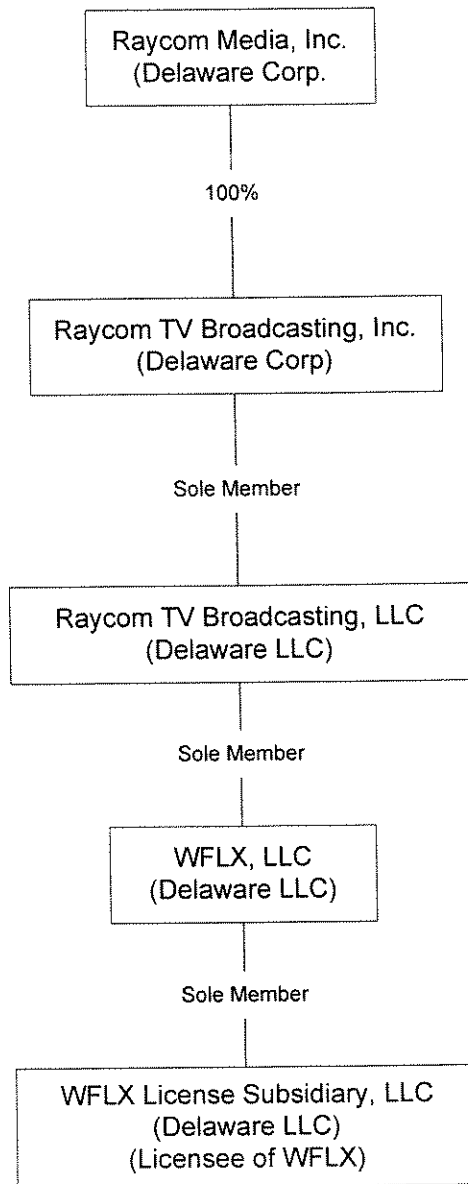 Raycom Media, Inc.
(Delaware Corp.
100%
Raycom TV Broadcasting, Inc.
(Delaware Corp)
Sole Member
Raycom TV Broadcasting, LLC
(Delaware LLC)
Sole Member
WFLX, LLC
(Delaware LLC)
Sole Member
WFLX License Subsidiary, LLC
(Delaware LLC)
(Licensee of WFLX)